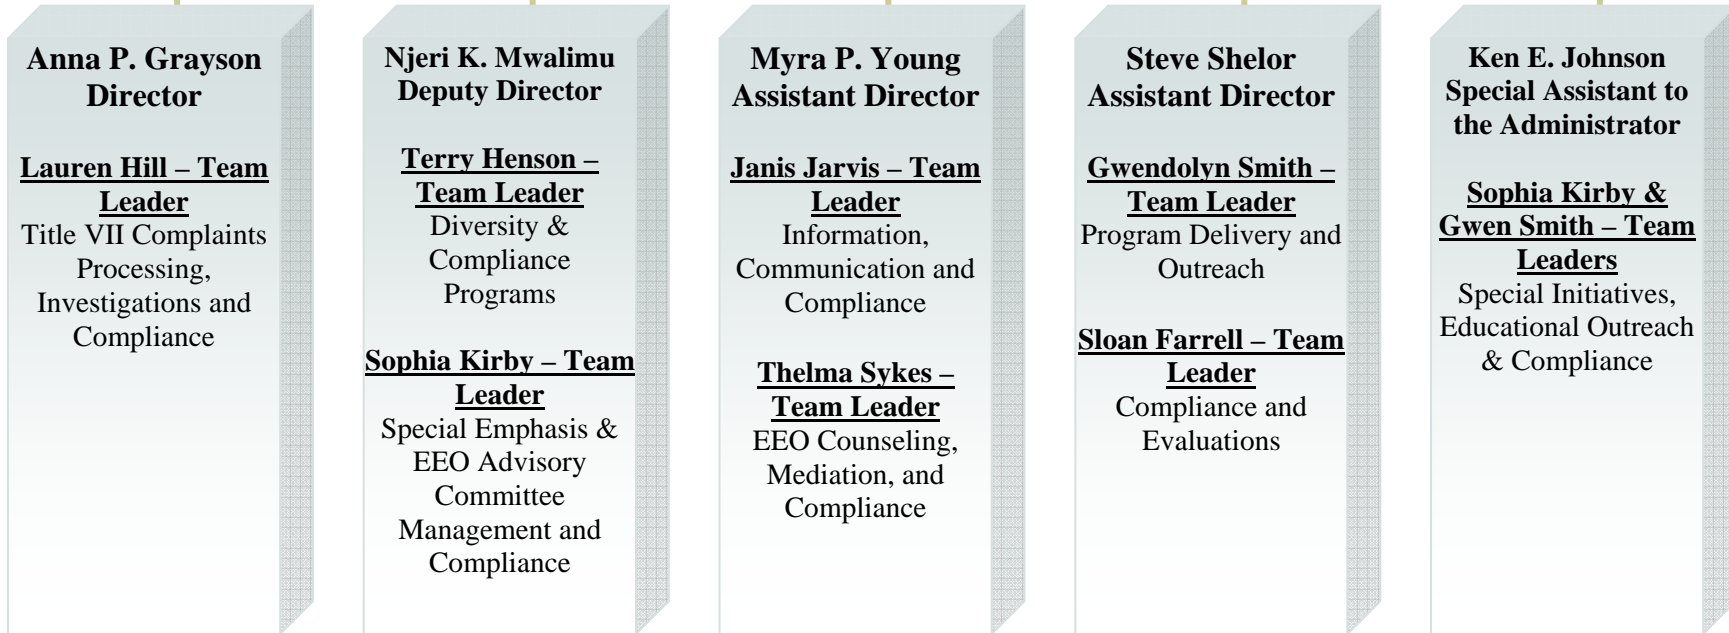 Anna P. Grayson
Director
Lauren Hill – Team
Leader
Title VII Complaints
Processing,
Investigations and
Compliance
Njeri K. Mwalimu
Deputy Director
Terry Henson –
Team Leader
Diversity &
Compliance
Programs
Sophia Kirby – Team
Leader
Special Emphasis &
EEO Advisory
Committee
Management and
Compliance
Myra P. Young
Assistant Director
Janis Jarvis – Team
Leader
Information,
Communication and
Compliance
Thelma Sykes –
Team Leader
EEO Counseling,
Mediation, and
Compliance
Steve Shelor
Assistant Director
Gwendolyn Smith –
Team Leader
Program Delivery and
Outreach
Sloan Farrell – Team
Leader
Compliance and
Evaluations
Ken E. Johnson
Special Assistant to
the Administrator
Sophia Kirby &
Gwen Smith – Team
Leaders
Special Initiatives,
Educational Outreach
& Compliance